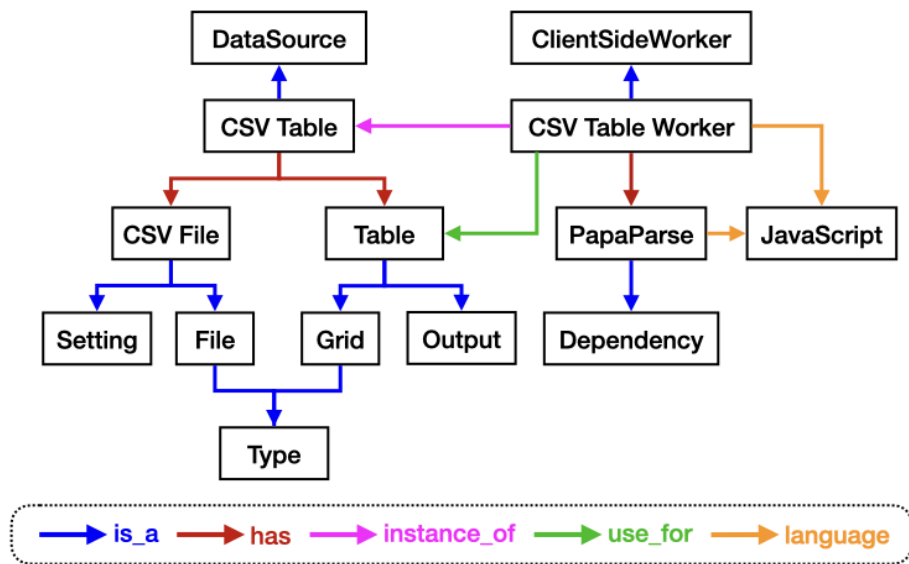 DataSource
ClientSideWorker
CSV Table
CSV Table Worker
CSV File
Table
PapaParse
JavaScript
Setting
File
Grid
Output
Dependency
Type
is_a
has
instance_of
use_for
language